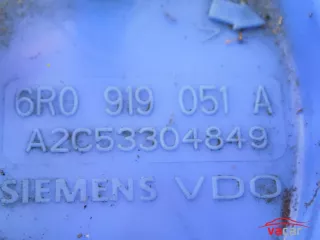 6R0 919 051 A
A2C53304849
SIEMENS VDO